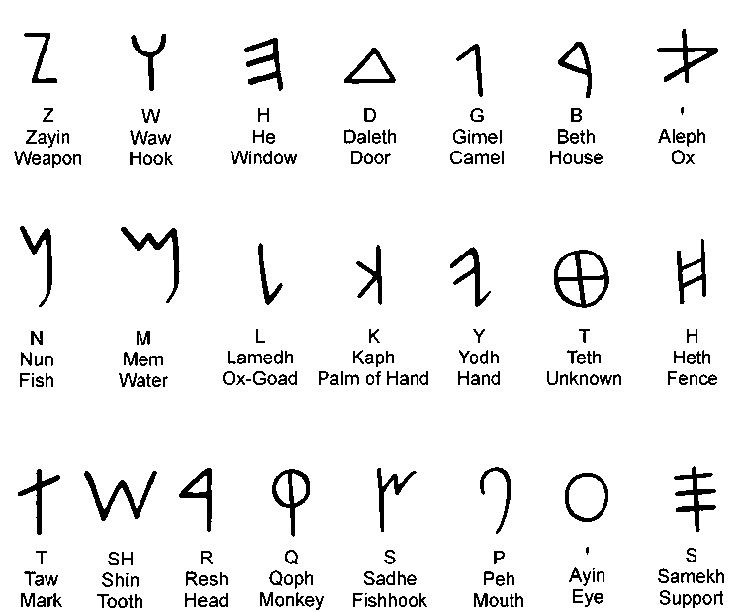 𐤀 𐤁 𐤂 𐤃 𐤄 𐤅 𐤆
Z W H D G B '
Zayin Waw He Daleth Gimel Beth Aleph
Weapon Hook Window Door Camel House Ox
𐤇 𐤈 𐤉 𐤊 𐤋 𐤌 𐤍
N M L K Y T H
Nun Mem Lamedh Kaph Yodh Teth Heth
Fish Water Ox-Goad Palm of Hand Hand Unknown Fence
𐤎 𐤏 𐤐 𐤑 𐤒 𐤓 𐤔 𐤕
T SH R Q S P ' S
Taw Shin Resh Qoph Sadhe Peh Ayin Samekh
Mark Tooth Head Monkey Fishhook Mouth Eye Support